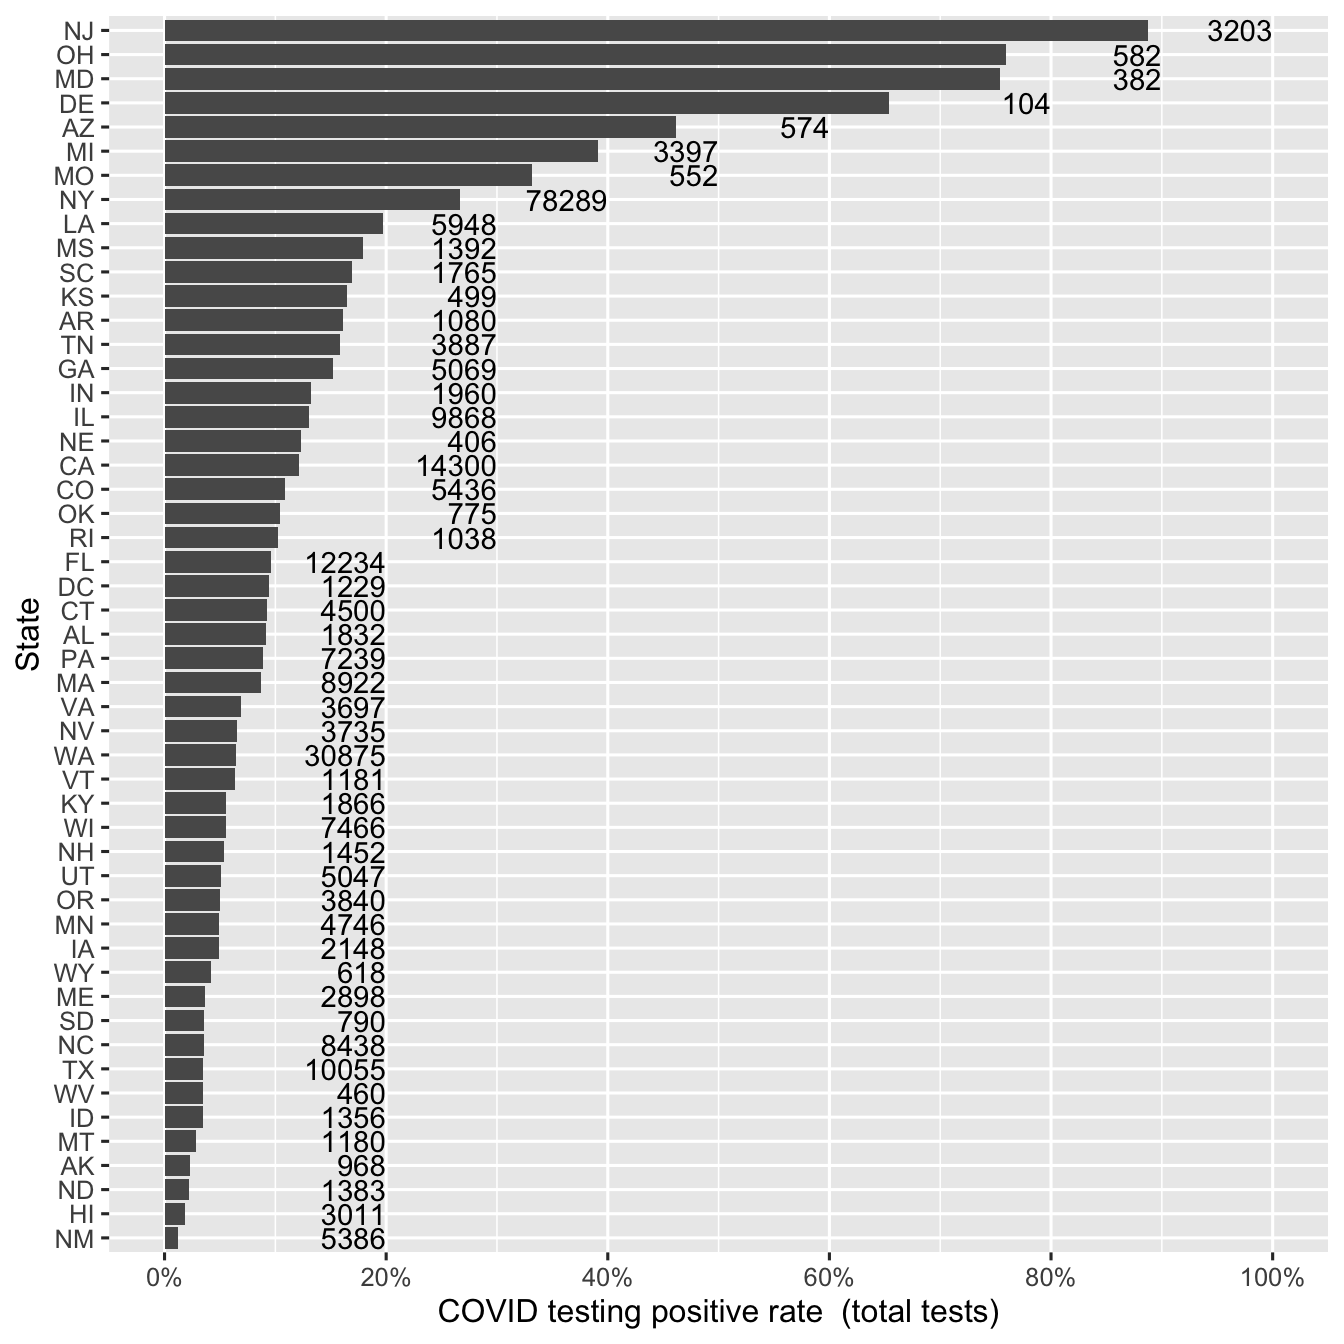 NJ 3203
OH 582
MD 382
DE 104
AZ 574
MI 3397
MO 552
NY 78289
LA 5948
MS 1392
SC 1765
KS 499
AR 1080
TN 3887
GA 5069
IN 1960
IL 9868
NE 406
CA 14300
CO 5436
OK 775
RI 1038
FL 12234
DC 1229
CT 4500
AL 1832
PA 7239
MA 8922
VA 3697
NV 3735
WA 30875
VT 1181
KY 1866
WI 7466
NH 1452
UT 5047
OR 3840
MN 4746
IA 2148
WY 618
ME 2898
SD 790
NC 8438
TX 10055
WV 460
ID 1356
MT 1180
AK 968
ND 1383
HI 3011
NM 5386
State
0% 20% 40% 60% 80% 100%
COVID testing positive rate  (total tests)